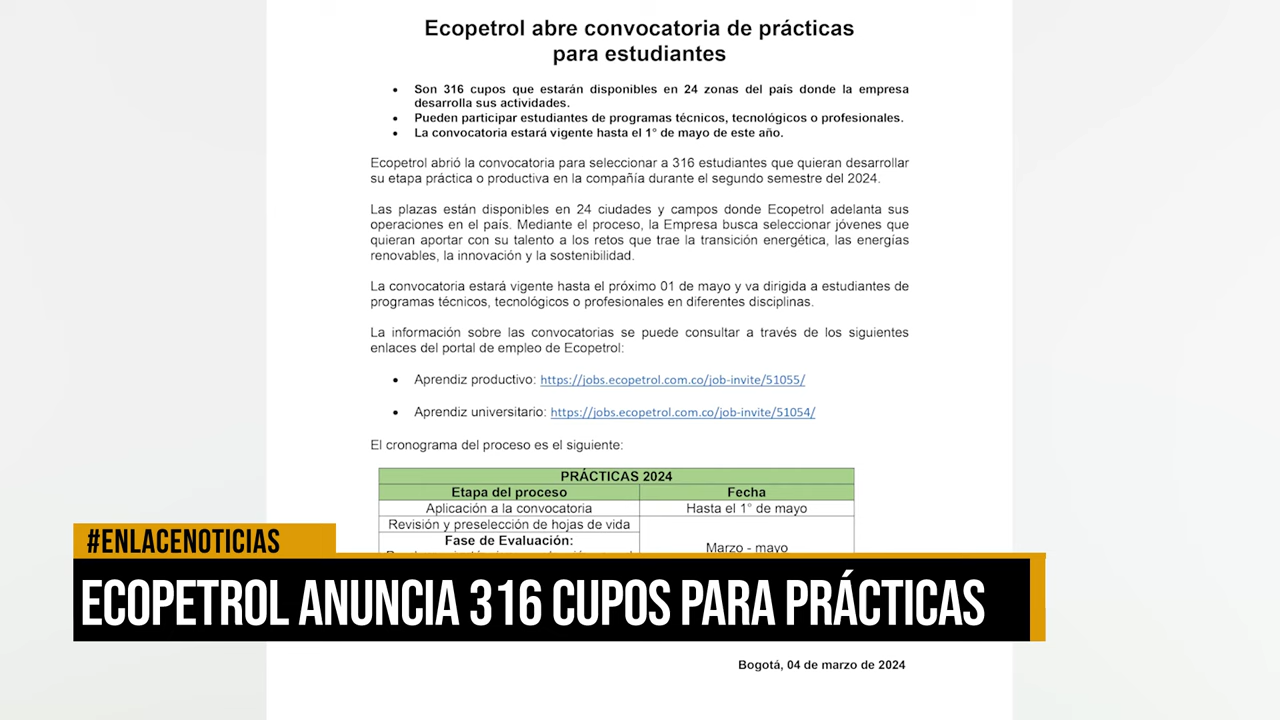 Ecopetrol abre convocatoria de prácticas
para estudiantes
• Son 316 cupos que estarán disponibles en 24 zonas del país donde la empresa
desarrolla sus actividades.
• Pueden participar estudiantes de programas técnicos, tecnológicos o profesionales.
• La convocatoria estará vigente hasta el 1° de mayo de este año.
Ecopetrol abrió la convocatoria para seleccionar a 316 estudiantes que quieran desarrollar
su etapa práctica o productiva en la compañía durante el segundo semestre del 2024.
Las plazas están disponibles en 24 ciudades y campos donde Ecopetrol adelanta sus
operaciones en el país. Mediante el proceso, la Empresa busca seleccionar jóvenes que
quieran aportar con su talento a los retos que trae la transición energética, las energías
renovables, la innovación y la sostenibilidad.
La convocatoria estará vigente hasta el próximo 01 de mayo y va dirigida a estudiantes de
programas técnicos, tecnológicos o profesionales en diferentes disciplinas.
La información sobre las convocatorias se puede consultar a través de los siguientes
enlaces del portal de empleo de Ecopetrol:
• Aprendiz productivo: https://jobs.ecopetrol.com.co/job-invite/51055/
• Aprendiz universitario: https://jobs.ecopetrol.com.co/job-invite/51054/
El cronograma del proceso es el siguiente:
PRÁCTICAS 2024
Etapa del proceso Fecha
Aplicación a la convocatoria Hasta el 1° de mayo
Revisión y preselección de hojas de vida
Fase de Evaluación:
Marzo - mayo
#ENLACENOTICIAS
ECOPETROL ANUNCIA 316 CUPOS PARA PRÁCTICAS
Bogotá, 04 de marzo de 2024